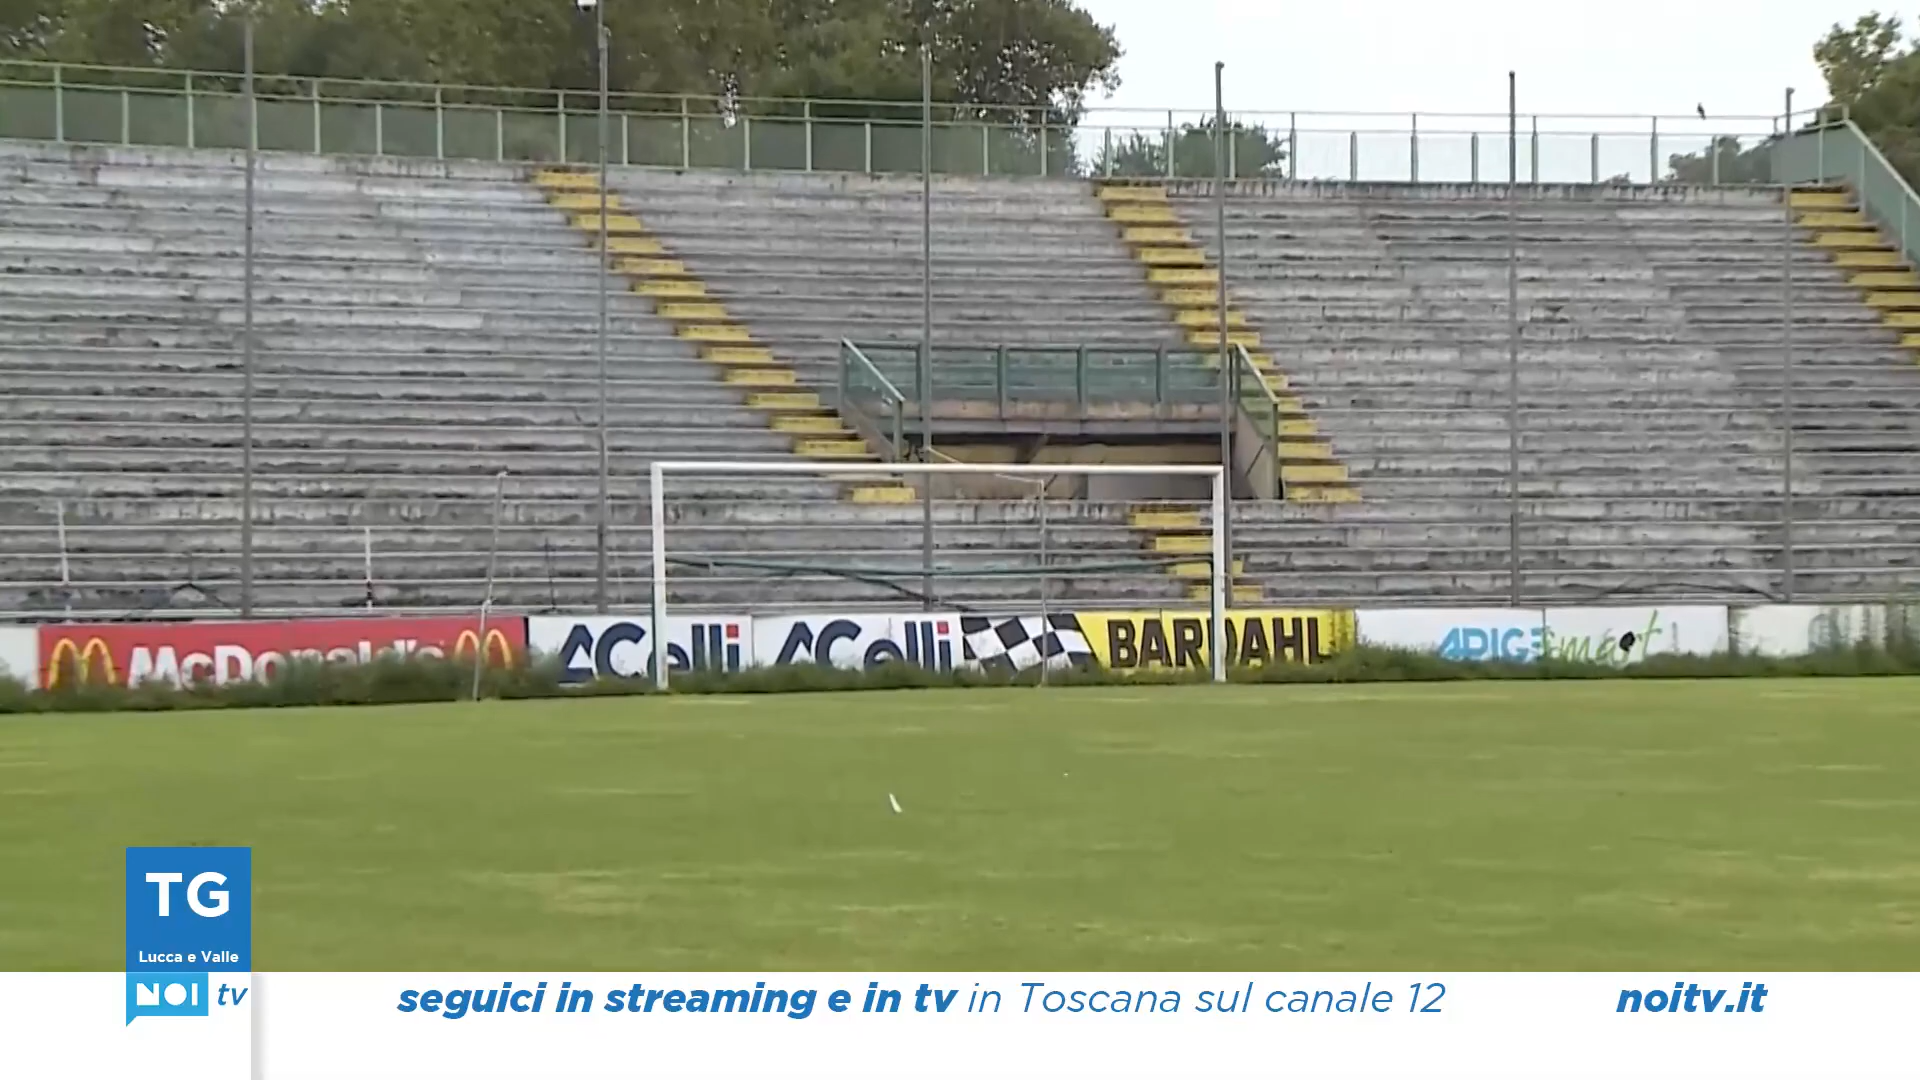 McDonald's
ACelli
ACelli
BARDAHL
smart
TG
Lucca e Valle
NOI tv
seguici in streaming e in tv in Toscana sul canale 12
noitv.it